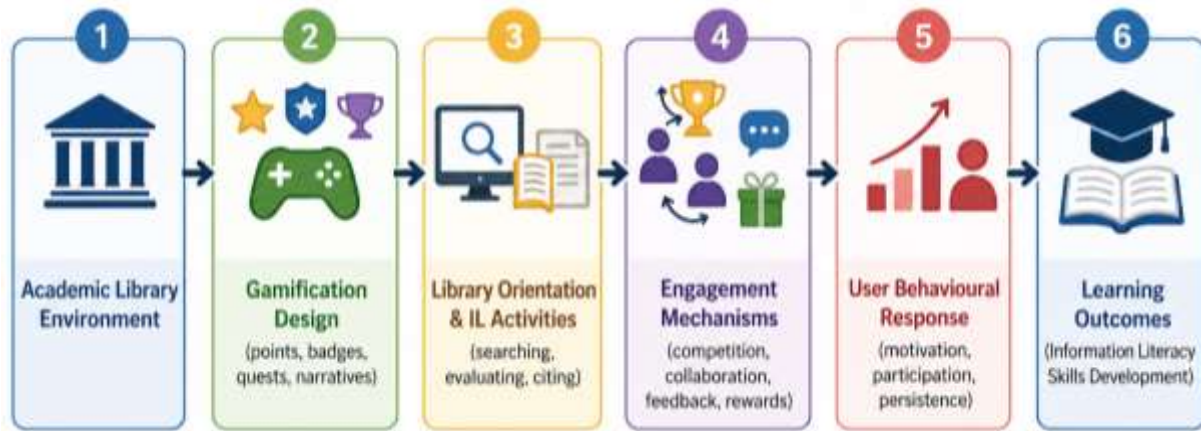 1
Academic Library
Environment
2
Gamification
Design
(points, badges,
quests, narratives)
3
Library Orientation
& IL Activities
(searching,
evaluating, citing)
4
Engagement
Mechanisms
(competition,
collaboration,
feedback, rewards)
5
User Behavioural
Response
(motivation,
participation,
persistence)
6
Learning
Outcomes
(Information Literacy
Skills Development)